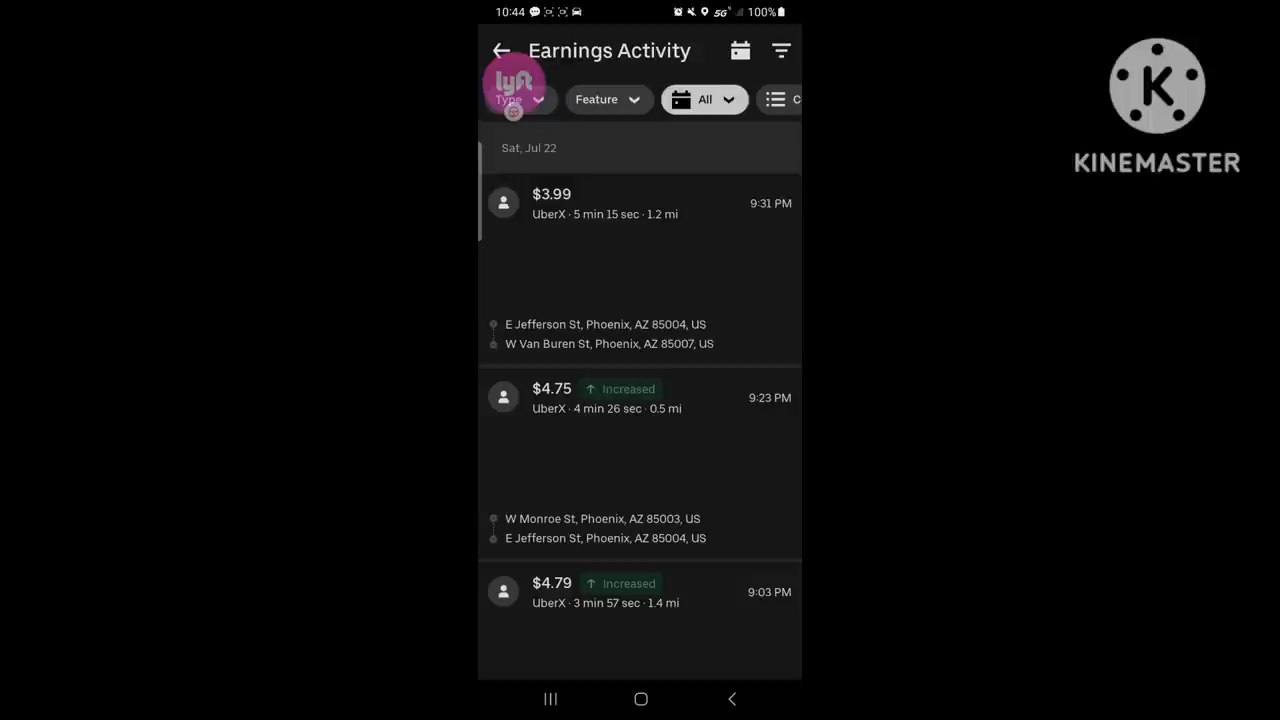 10:44 5G 100%
Earnings Activity
lyft
Type Feature All C
Sat, Jul 22
$3.99
9:31 PM
UberX · 5 min 15 sec · 1.2 mi
E Jefferson St, Phoenix, AZ 85004, US
W Van Buren St, Phoenix, AZ 85007, US
$4.75 ↑ Increased
9:23 PM
UberX · 4 min 26 sec · 0.5 mi
W Monroe St, Phoenix, AZ 85003, US
E Jefferson St, Phoenix, AZ 85004, US
$4.79 ↑ Increased
9:03 PM
UberX · 3 min 57 sec · 1.4 mi
K
KINEMASTER